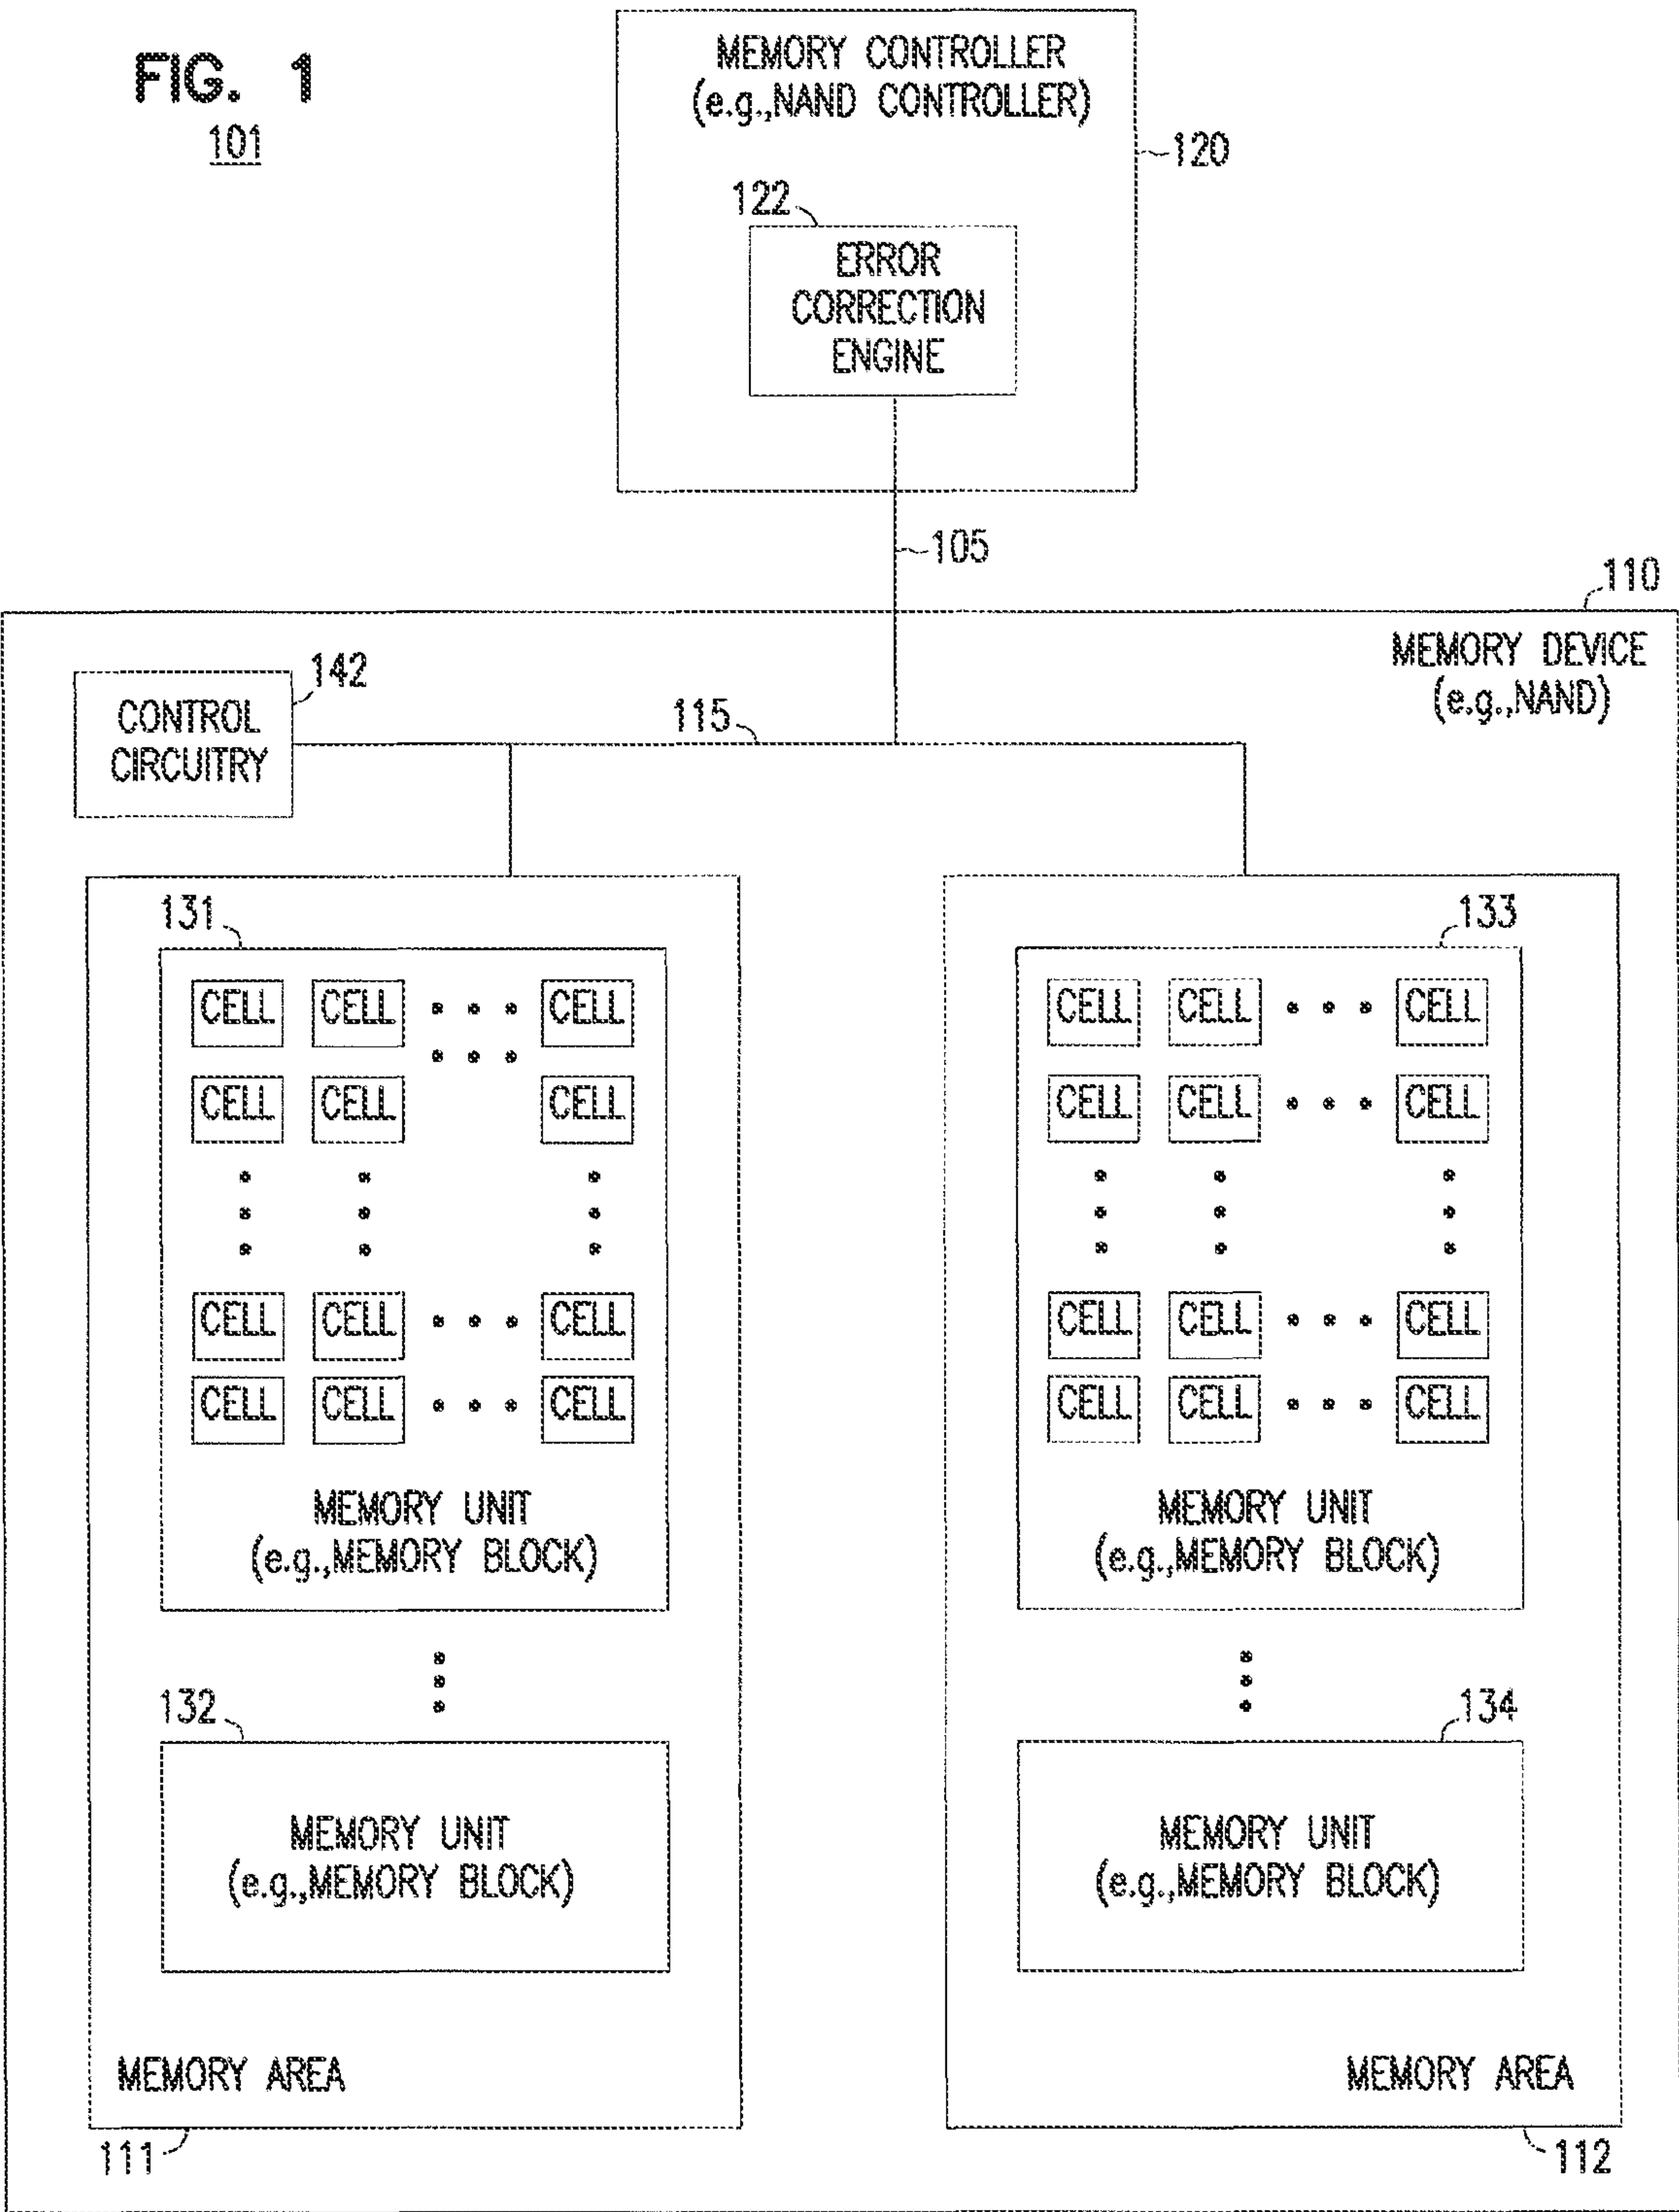 FIG. 1
101
MEMORY CONTROLLER
(e.g.,NAND CONTROLLER)
120
122
ERROR
CORRECTION
ENGINE
105
110
MEMORY DEVICE
(e.g.,NAND)
142
CONTROL
CIRCUITRY
115
131
CELL CELL CELL
CELL CELL CELL
CELL CELL CELL
CELL CELL CELL
MEMORY UNIT
(e.g.,MEMORY BLOCK)
132
MEMORY UNIT
(e.g.,MEMORY BLOCK)
MEMORY AREA
111
133
CELL CELL CELL
CELL CELL CELL
CELL CELL CELL
CELL CELL CELL
MEMORY UNIT
(e.g.,MEMORY BLOCK)
134
MEMORY UNIT
(e.g.,MEMORY BLOCK)
MEMORY AREA
112